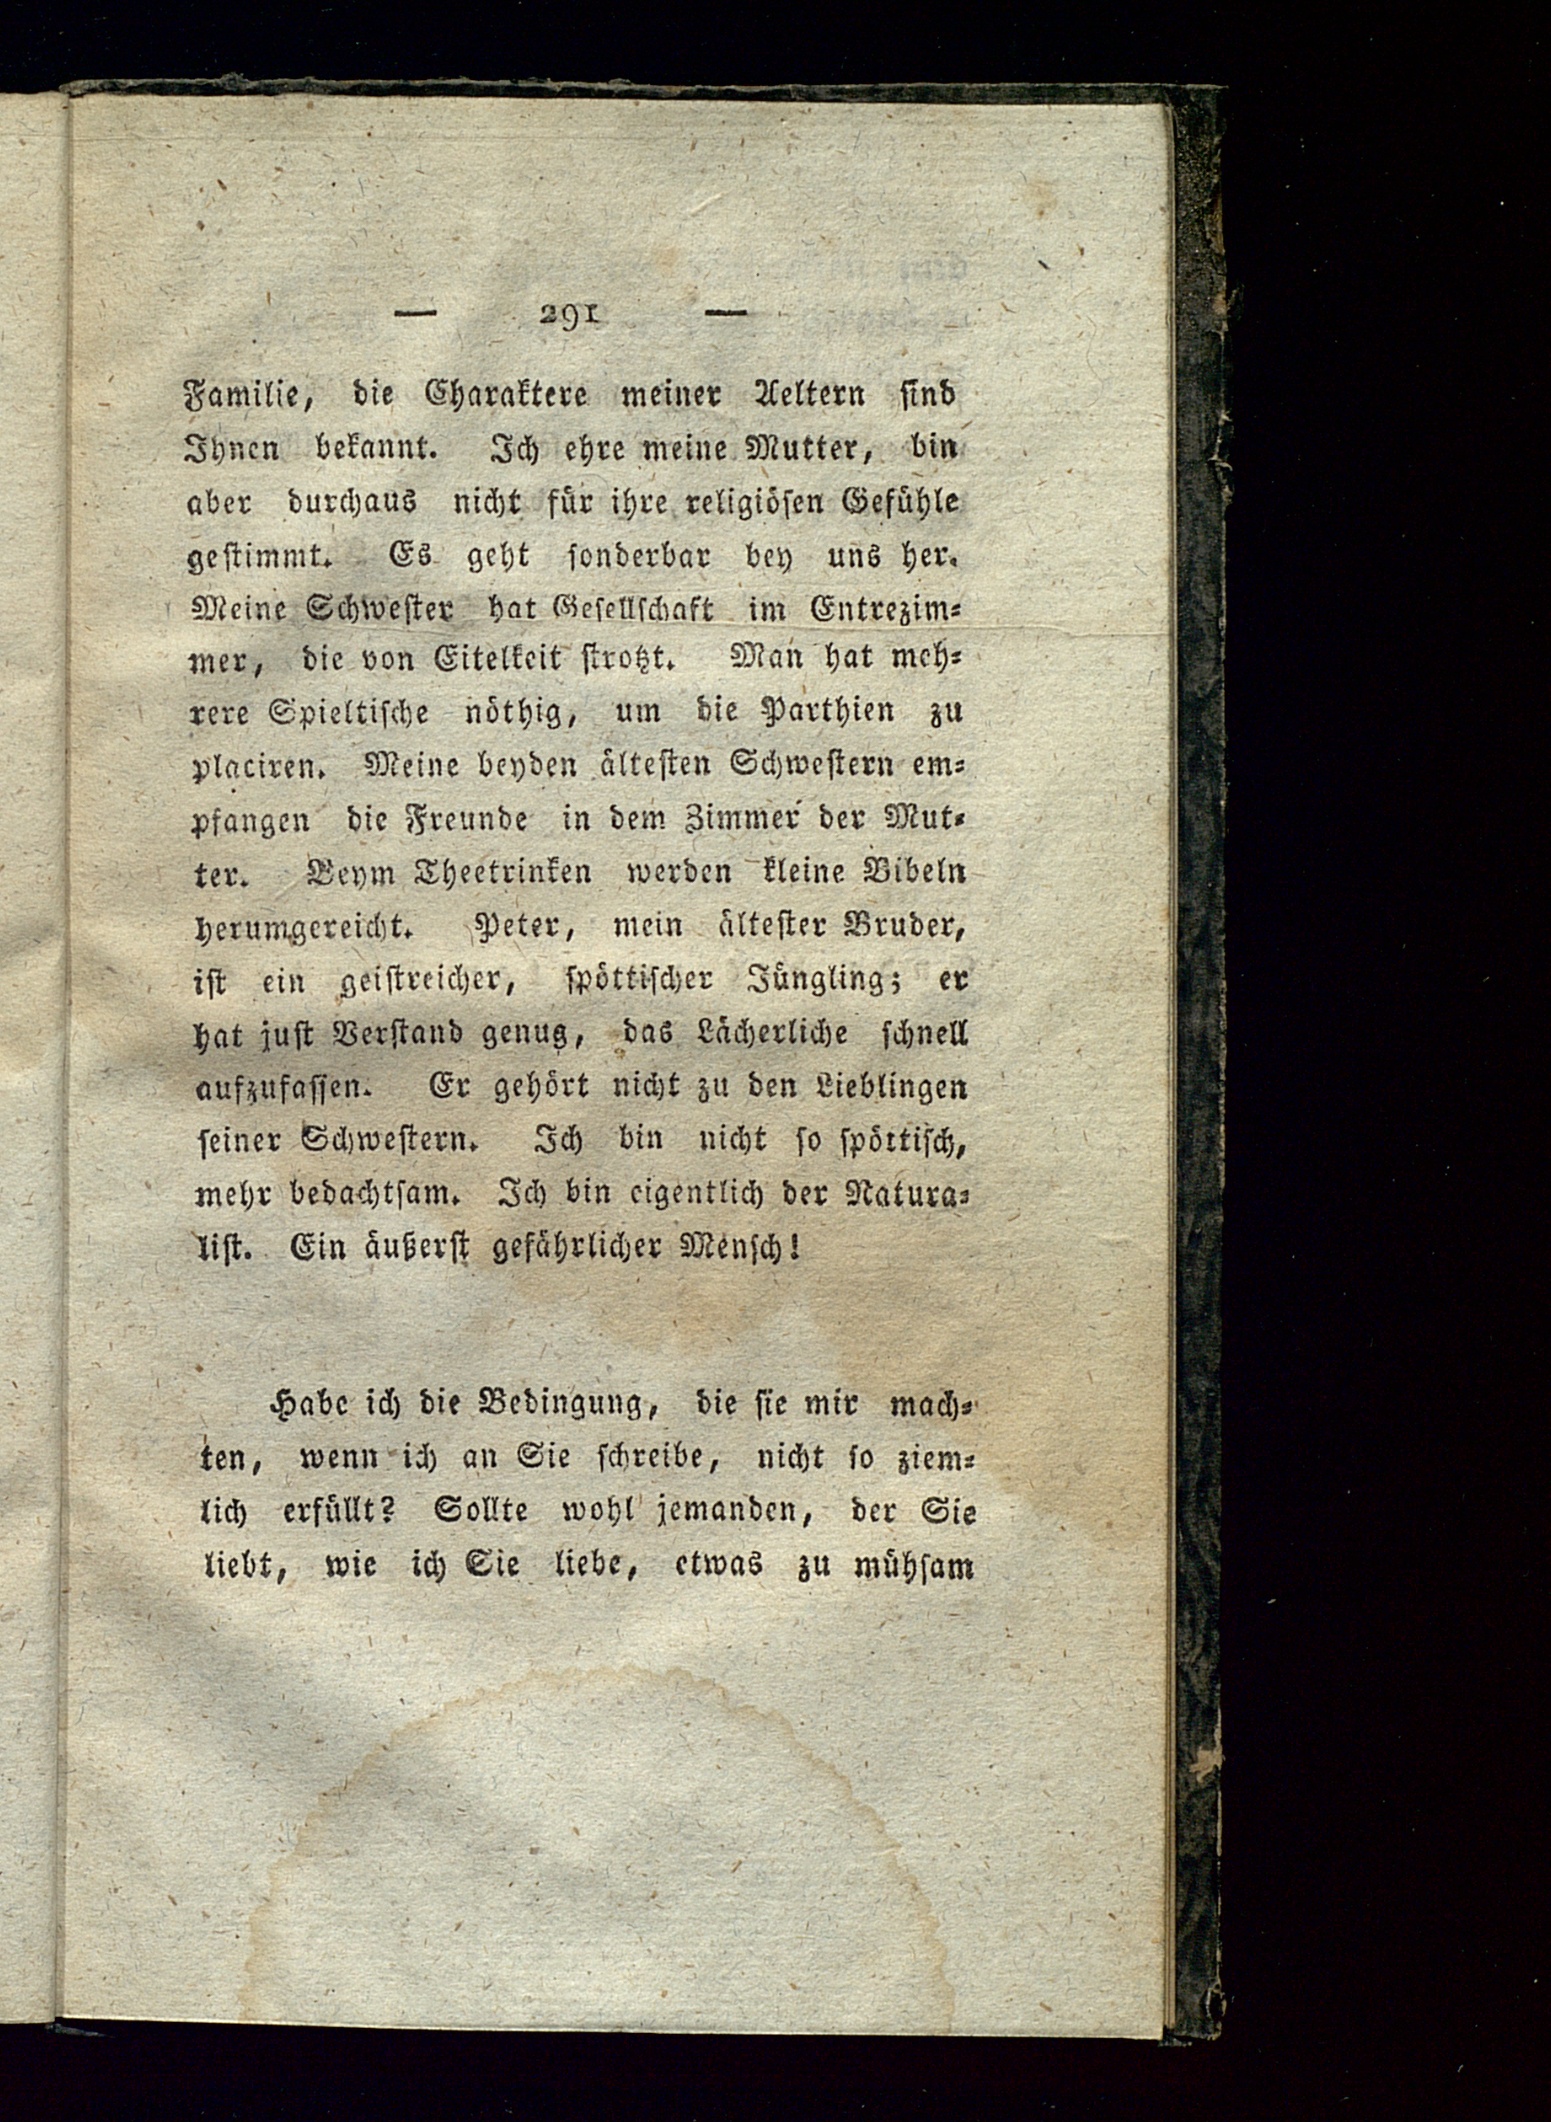 — 291 —
Familie, die Charaktere meiner Aeltern sind
Ihnen bekannt. Ich ehre meine Mutter, bin
aber durchaus nicht für ihre religiösen Gefühle
gestimmt. Es geht sonderbar bey uns her.
Meine Schwester hat Gesellschaft im Entrezim-
mer, die von Eitelkeit strotzt. Man hat meh-
rere Spieltische nöthig, um die Parthien zu
placiren. Meine beyden ältesten Schwestern em-
pfangen die Freunde in dem Zimmer der Mut-
ter. Beym Theetrinken werden kleine Bibeln
herumgereicht. Peter, mein ältester Bruder,
ist ein geistreicher, spöttischer Jüngling; er
hat just Verstand genug, das Lächerliche schnell
aufzufassen. Er gehört nicht zu den Lieblingen
seiner Schwestern. Ich bin nicht so spöttisch,
mehr bedachtsam. Ich bin eigentlich der Natura-
list. Ein äußerst gefährlicher Mensch!
Habe ich die Bedingung, die sie mir mach-
ten, wenn ich an Sie schreibe, nicht so ziem-
lich erfüllt? Sollte wohl jemanden, der Sie
liebt, wie ich Sie liebe, etwas zu mühsam